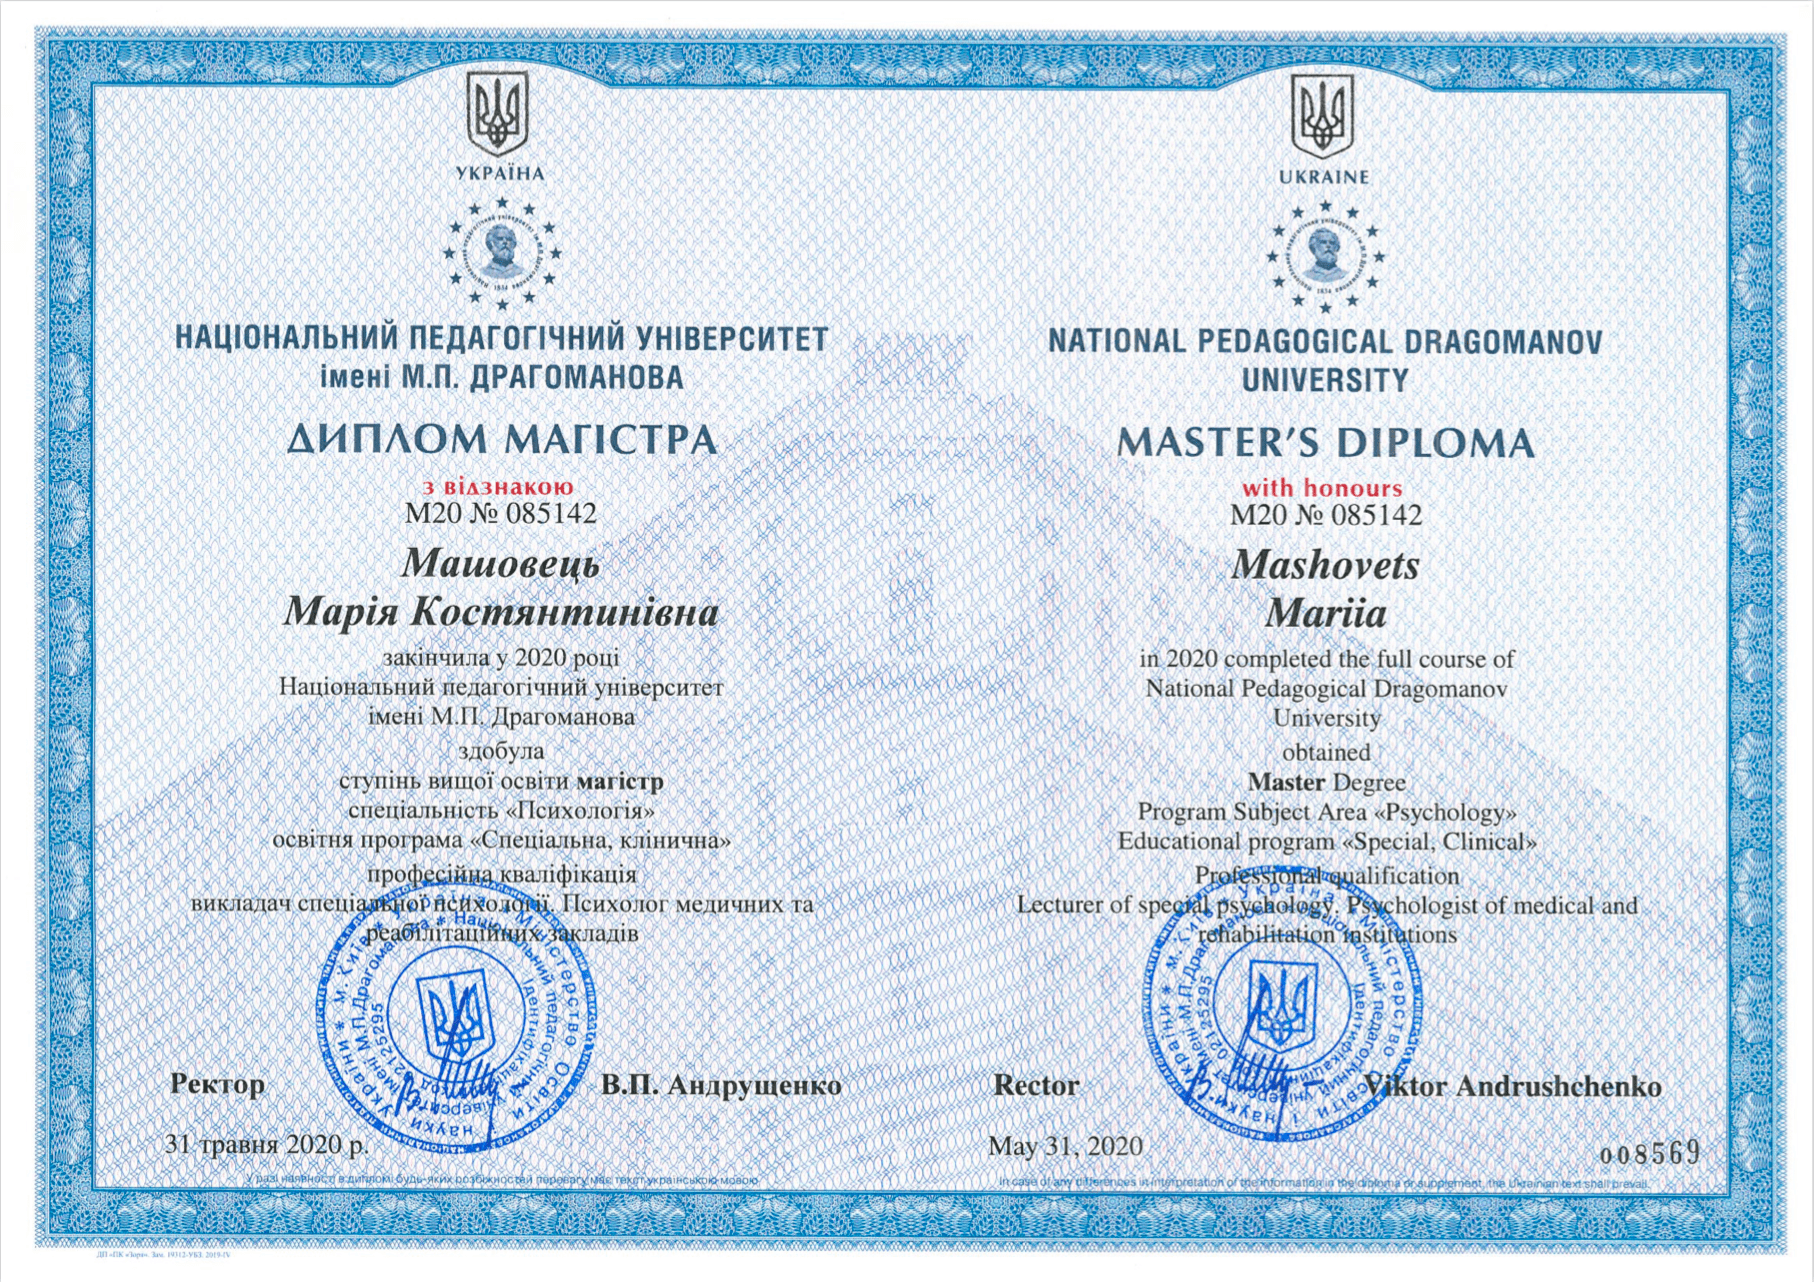 УКРАЇНА
НАЦІОНАЛЬНИЙ ПЕДАГОГІЧНИЙ УНІВЕРСИТЕТ
імені М.П. ДРАГОМАНОВА
ДИПЛОМ МАГІСТРА
з відзнакою
М20 № 085142
Машовець
Марія Костянтинівна
закінчила у 2020 році
Національний педагогічний університет
імені М.П. Драгоманова
здобула
ступінь вищої освіти магістр
спеціальність «Психологія»
освітня програма «Спеціальна, клінична»
професійна кваліфікація
викладач спеціальної психології. Психолог медичних та
реабілітаційних закладів
Ректор
В.П. Андрущенко
31 травня 2020 р.
У разі наявності в дипломі будь-яких розбіжностей перевагу має текст українською мовою
ДП «ПК «Зоря». Зам. 19312-УБЗ. 2019-IV
UKRAINE
NATIONAL PEDAGOGICAL DRAGOMANOV
UNIVERSITY
MASTER'S DIPLOMA
with honours
M20 № 085142
Mashovets
Mariia
in 2020 completed the full course of
National Pedagogical Dragomanov
University
obtained
Master Degree
Program Subject Area «Psychology»
Educational program «Special, Clinical»
Professional qualification
Lecturer of special psychology. Psychologist of medical and
rehabilitation institutions
Rector
Viktor Andrushchenko
May 31, 2020
008569
In case of any differences in interpretation of the information in the diploma or supplement, the Ukrainian text shall prevail.